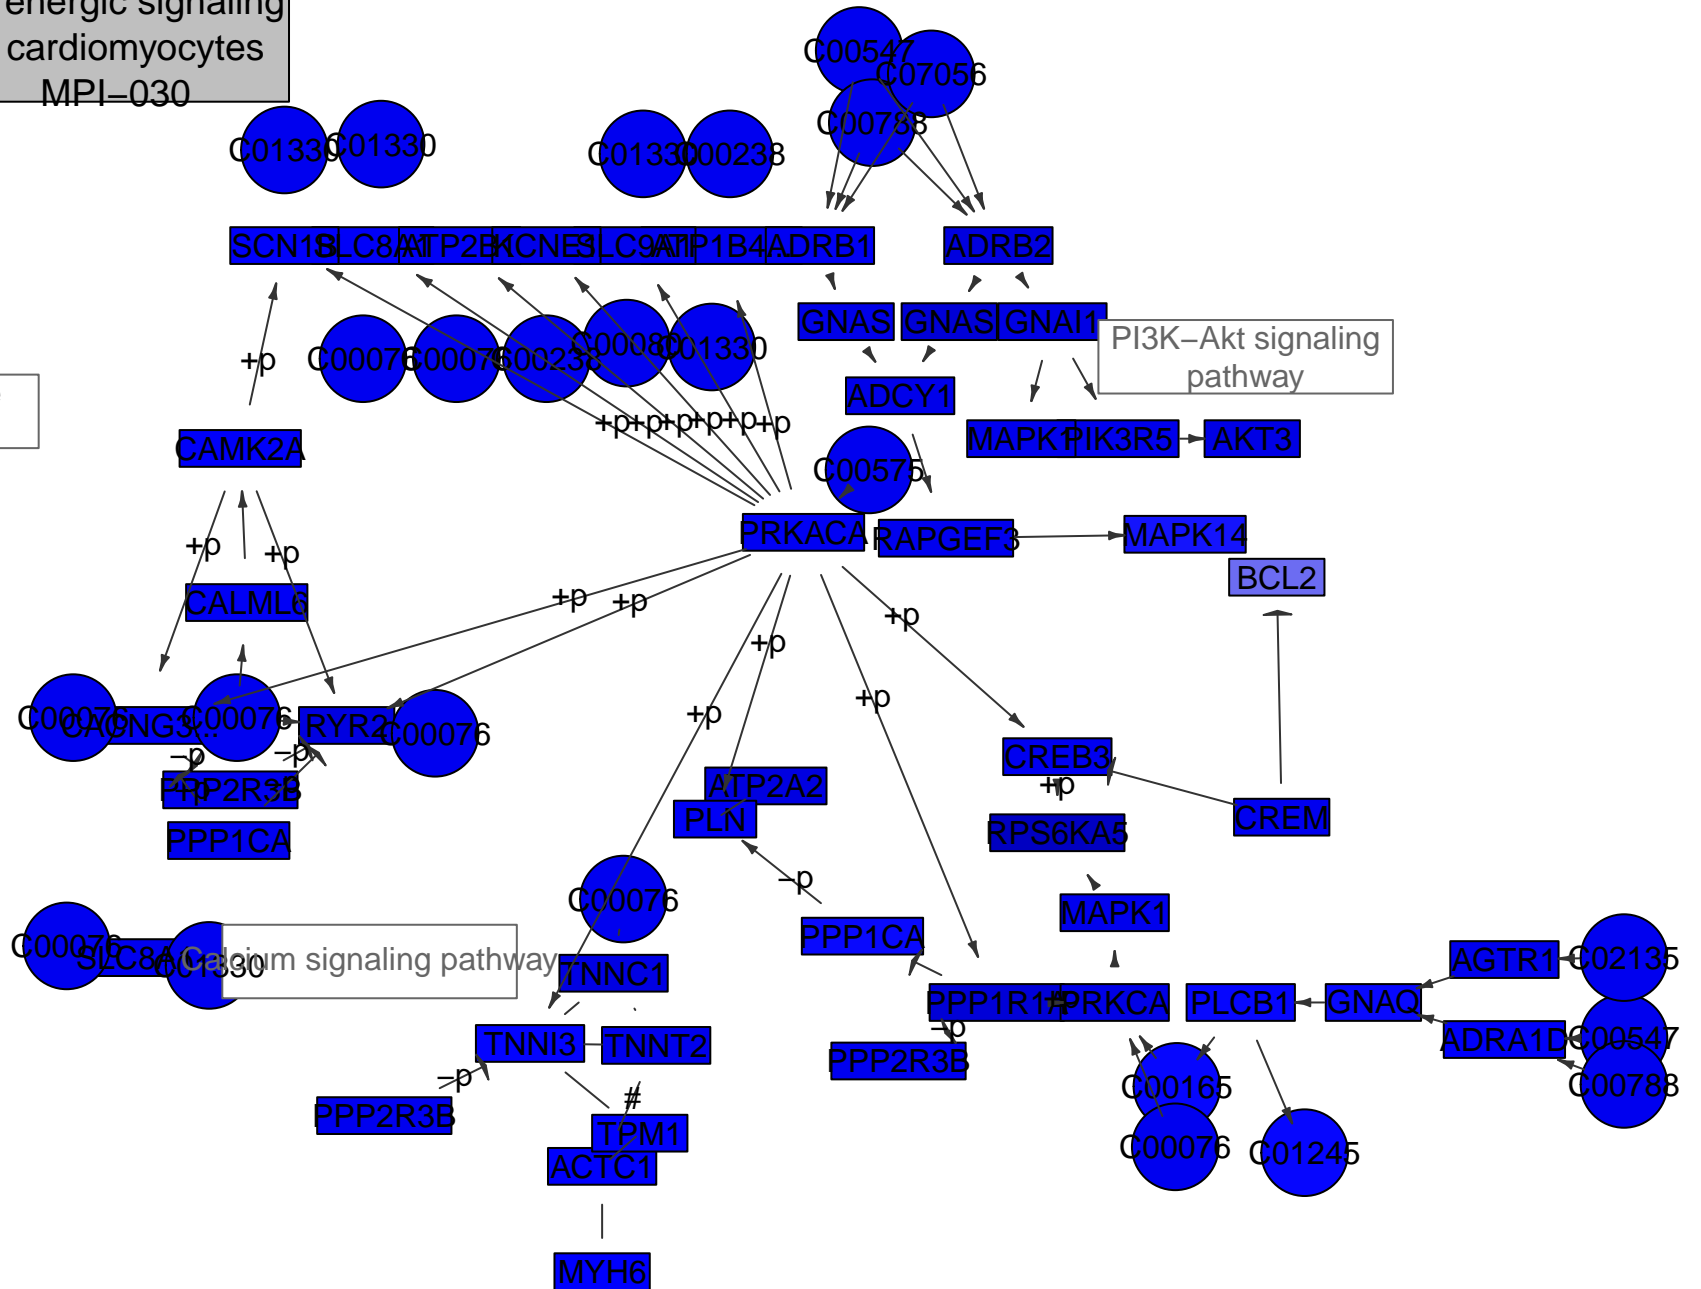 energic signaling
cardiomyocytes
MPI−030
C00547
C07056
C00788
C01330
C01330
C01330
C00238
SCN1B
SLC8A1
ATP2B
KCNE1
SLC9A1
ATP1B4...
ADRB1
ADRB2
GNAS
GNAS
GNAI1
PI3K−Akt signaling
pathway
C00076
C00076
C00238
C00080
C01330
+p
ADCY1
+p
+p
+p
+p
+p
+p
MAPK1
PIK3R5
AKT3
CAMK2A
C00575
PRKACA
RAPGEF3
MAPK14
+p
+p
BCL2
CALML6
+p
+p
+p
+p
+p
+p
C00076
CACNG3...
C00076
RYR2
C00076
−p
−p
CREB3
+p
PPP2R3B
+p
+p
ATP2A2
PLN
CREM
RPS6KA5
PPP1CA
−p
C00076
MAPK1
PPP1CA
C00076
SLC8A1
C01330
Calcium signaling pathway
TNNC1
AGTR1
C02135
PPP1R1A
PRKCA
PLCB1
GNAQ
−p
TNNI3
TNNT2
ADRA1D
C00547
PPP2R3B
−p
C00165
C00788
PPP2R3B
#
TPM1
C00076
C01245
ACTC1
MYH6